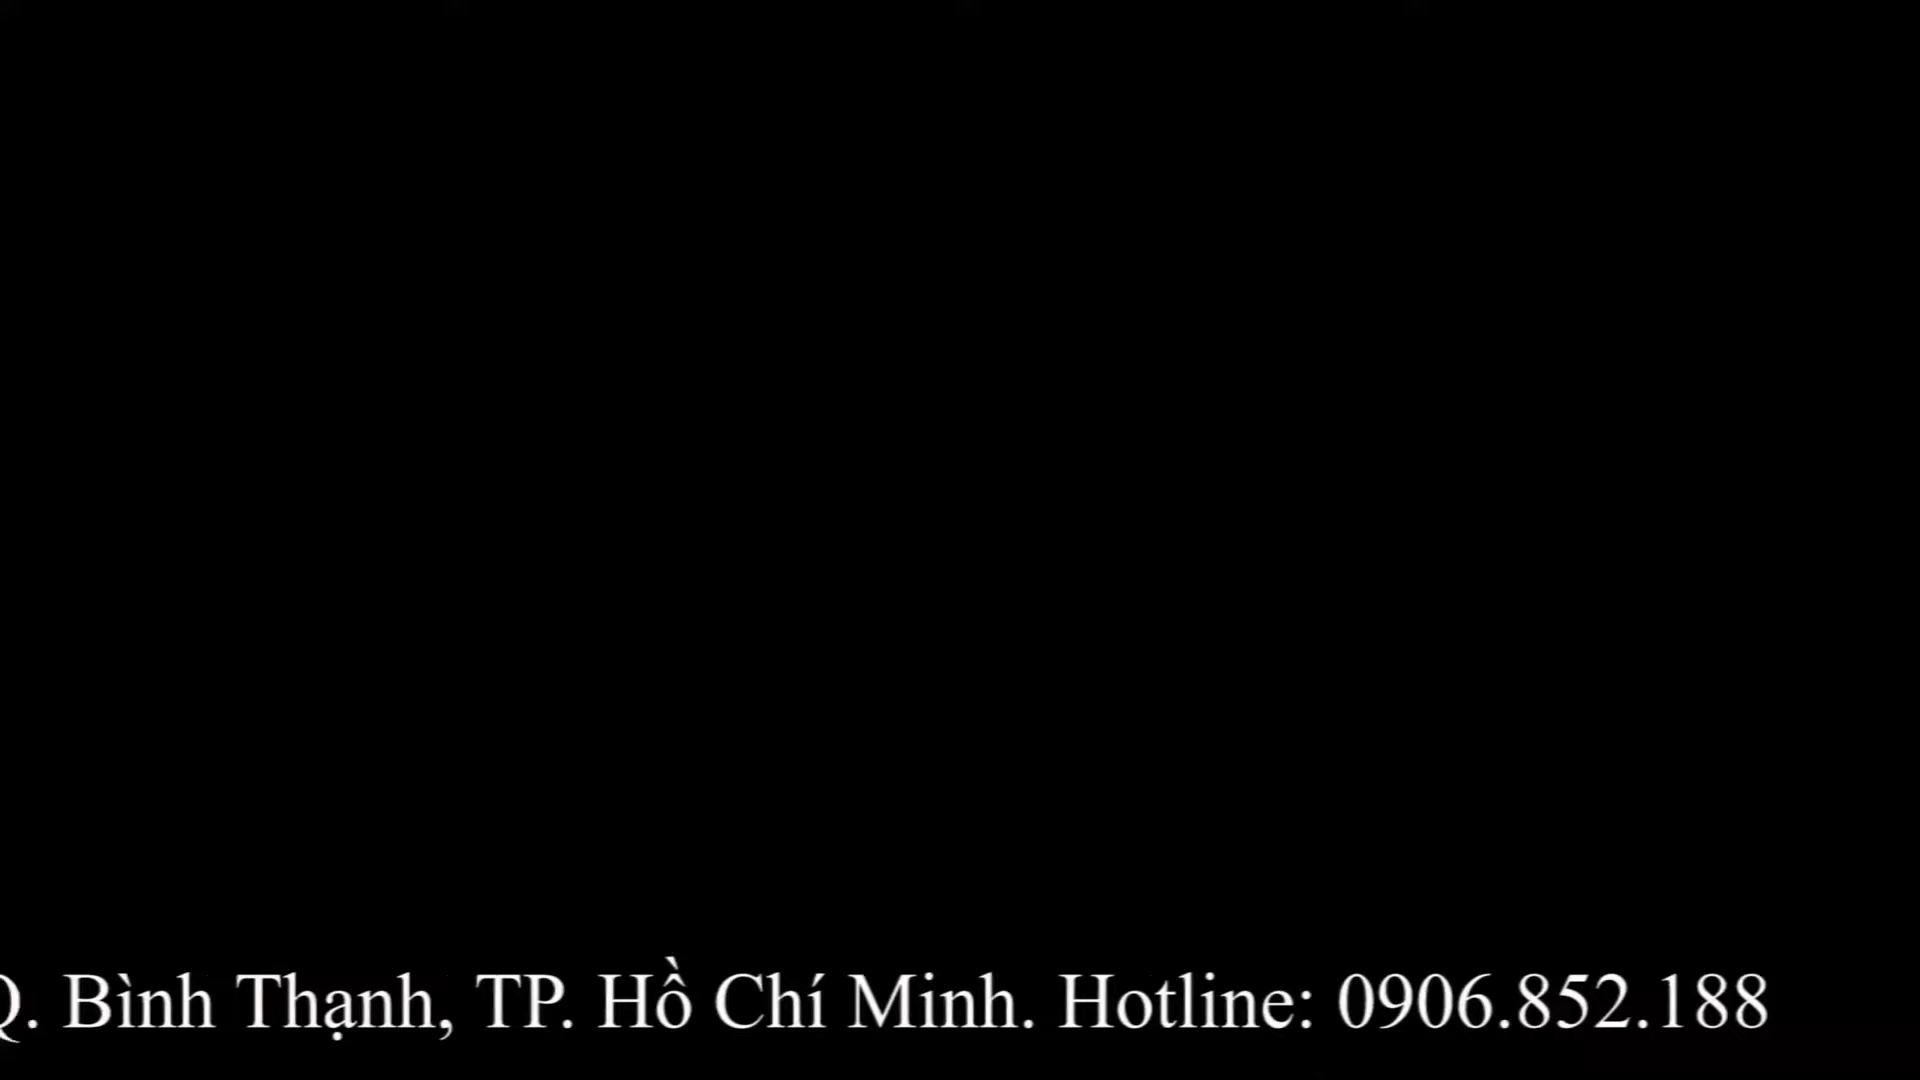 Q. Bình Thạnh, TP. Hồ Chí Minh. Hotline: 0906.852.188